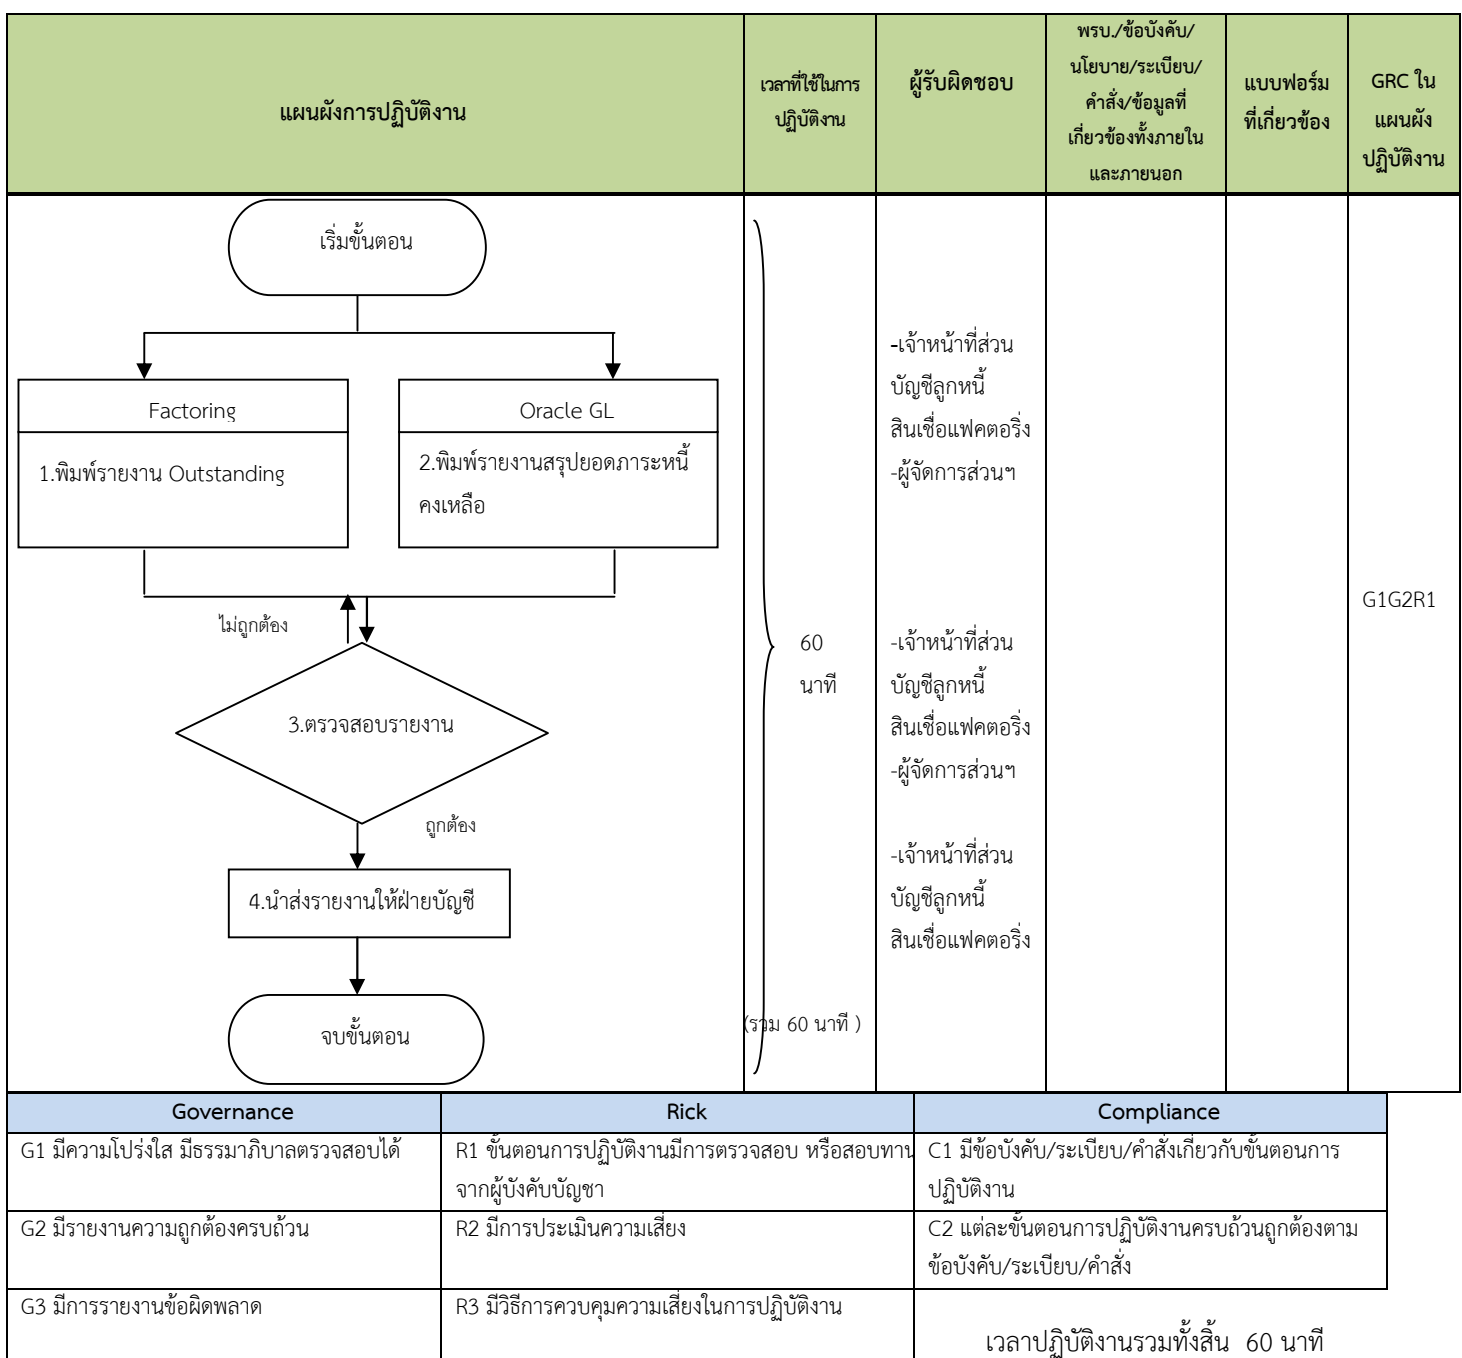 แผนผังการปฏิบัติงาน
เวลาที่ใช้ในการ
ปฏิบัติงาน
ผู้รับผิดชอบ
พรบ./ข้อบังคับ/
นโยบาย/ระเบียบ/
คำสั่ง/ข้อมูลที่
เกี่ยวข้องทั้งภายใน
และภายนอก
แบบฟอร์ม
ที่เกี่ยวข้อง
GRC ใน
แผนผัง
ปฏิบัติงาน
เริ่มขั้นตอน
Factoring
1.พิมพ์รายงาน Outstanding
Oracle GL
2.พิมพ์รายงานสรุปยอดภาระหนี้
คงเหลือ
ไม่ถูกต้อง
3.ตรวจสอบรายงาน
ถูกต้อง
4.นำส่งรายงานให้ฝ่ายบัญชี
จบขั้นตอน
60
นาที
(รวม 60 นาที )
-เจ้าหน้าที่ส่วน
บัญชีลูกหนี้
สินเชื่อแฟคตอริ่ง
-ผู้จัดการส่วนฯ
-เจ้าหน้าที่ส่วน
บัญชีลูกหนี้
สินเชื่อแฟคตอริ่ง
-ผู้จัดการส่วนฯ
-เจ้าหน้าที่ส่วน
บัญชีลูกหนี้
สินเชื่อแฟคตอริ่ง
G1G2R1
Governance
Rick
Compliance
G1 มีความโปร่งใส มีธรรมาภิบาลตรวจสอบได้
R1 ขั้นตอนการปฏิบัติงานมีการตรวจสอบ หรือสอบทาน
จากผู้บังคับบัญชา
C1 มีข้อบังคับ/ระเบียบ/คำสั่งเกี่ยวกับขั้นตอนการ
ปฏิบัติงาน
G2 มีรายงานความถูกต้องครบถ้วน
R2 มีการประเมินความเสี่ยง
C2 แต่ละขั้นตอนการปฏิบัติงานครบถ้วนถูกต้องตาม
ข้อบังคับ/ระเบียบ/คำสั่ง
G3 มีการรายงานข้อผิดพลาด
R3 มีวิธีการควบคุมความเสี่ยงในการปฏิบัติงาน
เวลาปฏิบัติงานรวมทั้งสิ้น 60 นาที